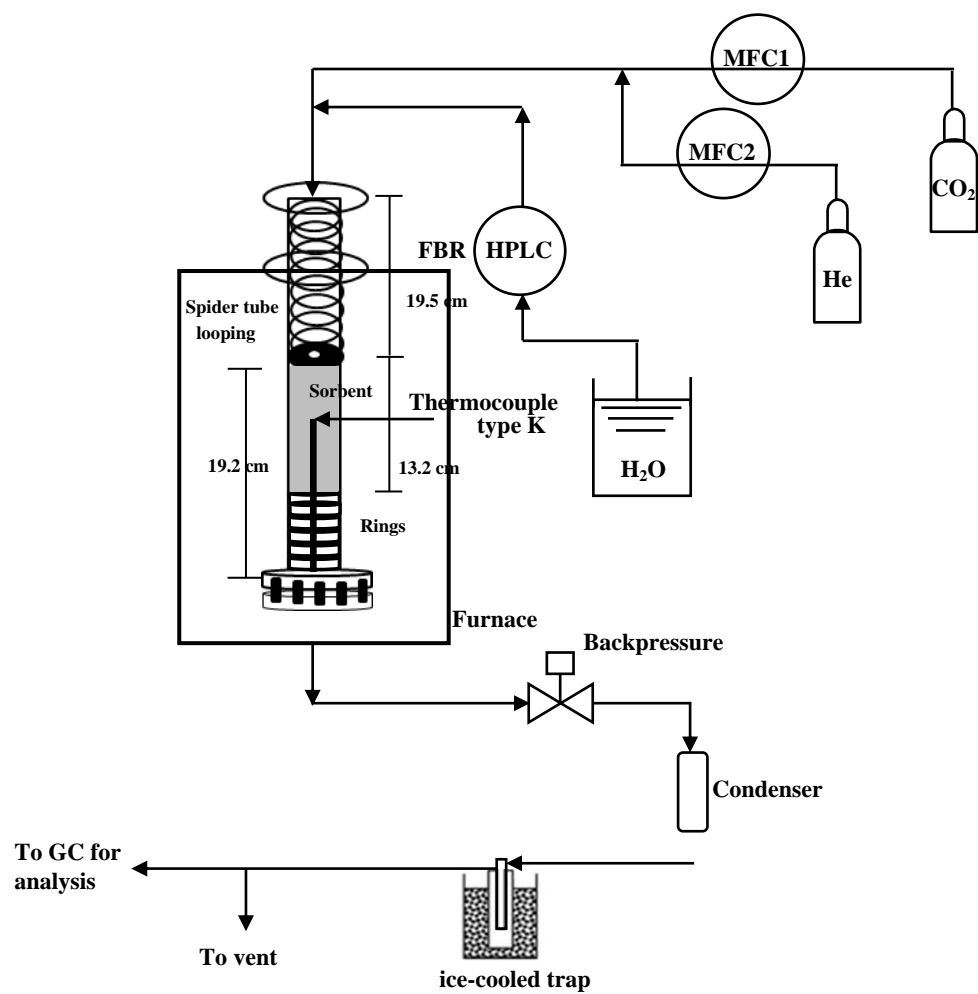 MFC1
MFC2
CO₂
He
FBR
HPLC
19.5 cm
Spider tube
looping
Sorbent
Thermocouple
type K
19.2 cm
13.2 cm
H₂O
Rings
Furnace
Backpressure
Condenser
To GC for
analysis
To vent
ice-cooled trap